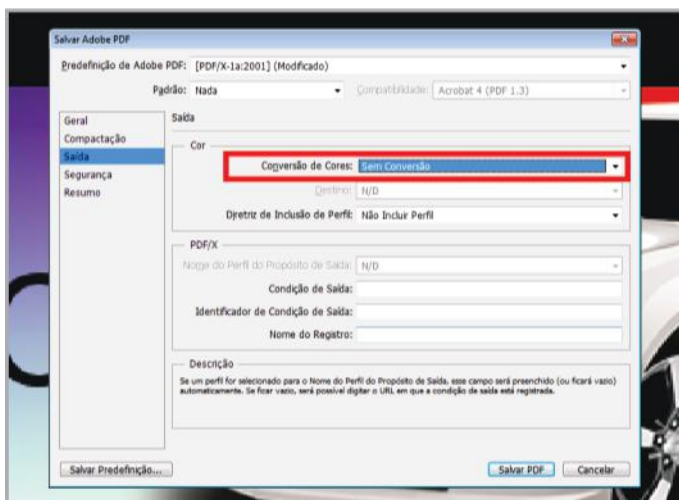 Salvar Adobe PDF
Predefinição de Adobe PDF: [PDF/X-1a:2001] (Modificado)
Padrão: Nada Compatibilidade: Acrobat 4 (PDF 1.3)
Geral
Compactação
Saída
Segurança
Resumo
Saída
Cor
Conversão de Cores: Sem Conversão
Destino: N/D
Diretriz de Inclusão de Perfil: Não Incluir Perfil
PDF/X
Nome do Perfil do Propósito de Saída: N/D
Condição de Saída:
Identificador de Condição de Saída:
Nome do Registro:
Descrição
Se um perfil for selecionado para o Nome do Perfil do Propósito de Saída, esse campo será preenchido (ou ficará vazio)
automaticamente. Se ficar vazio, será possível digitar o URL em que a condição de saída está registrada.
Salvar Predefinição... Salvar PDF Cancelar